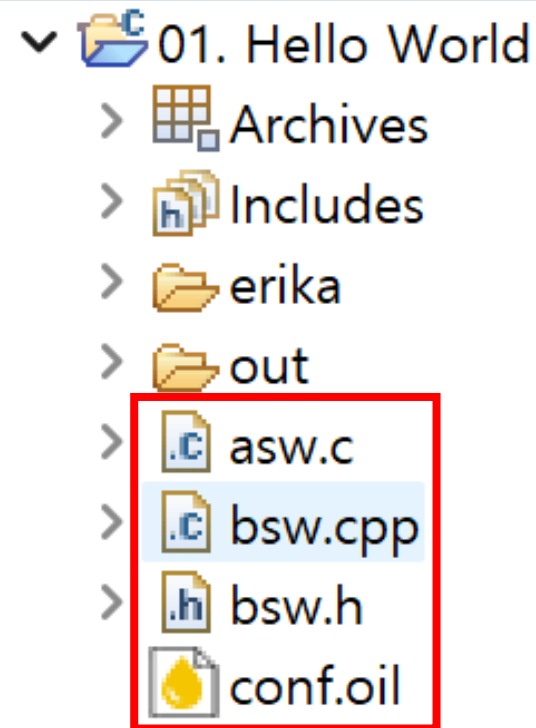 01. Hello World
Archives
Includes
erika
out
asw.c
bsw.cpp
bsw.h
conf.oil